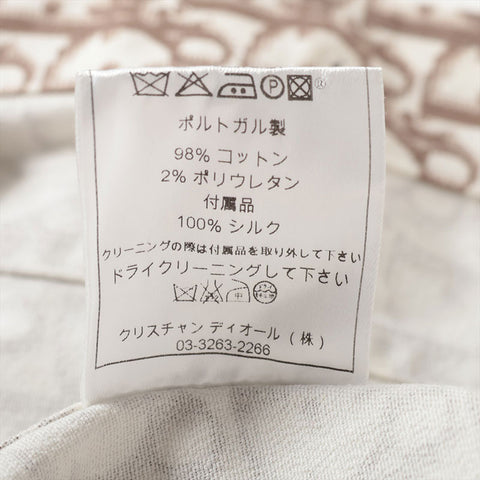 ポルトガル製
98% コットン
2% ポリウレタン
付属品
100% シルク
クリーニングの際は付属品を取り外して下さい
ドライクリーニングして下さい
クリスチャン ディオール (株)
03-3263-2266